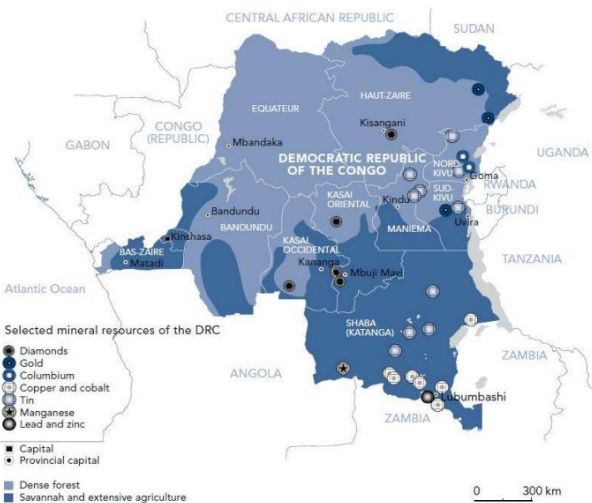 CENTRAL AFRICAN REPUBLIC
SUDAN
HAUT-ZAIRE
EQUATEUR
Kisangani
CONGO
(REPUBLIC)
Mbandaka
GABON
UGANDA
DEMOCRATIC REPUBLIC
OF THE CONGO
NORD
KIVU
Goma
RWANDA
KASAI
ORIENTAL
Kindu
SUD-
KIVU
BURUNDI
Bandundu
BANDUNDU
Uvira
MANIEMA
Kinshasa
KASAI
OCCIDENTAL
BAS-ZAIRE
Matadi
Kananga
Mbuji Mavi
TANZANIA
Atlantic Ocean
Selected mineral resources of the DRC
Diamonds
Gold
Columbium
Copper and cobalt
Tin
Manganese
Lead and zinc
Capital
Provincial capital
Dense forest
Savannah and extensive agriculture
SHABA
(KATANGA)
ANGOLA
ZAMBIA
Lubumbashi
ZAMBIA
0 300 km